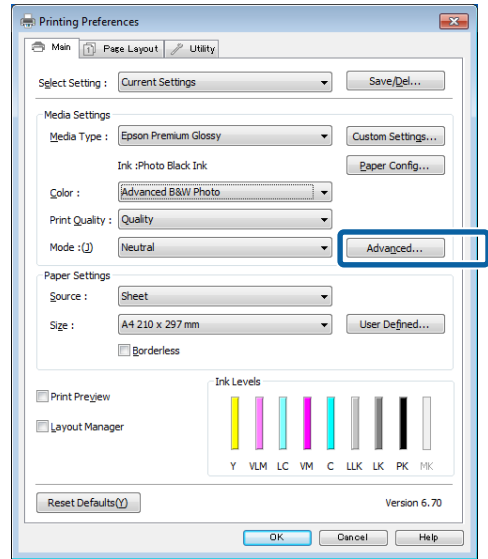 Printing Preferences
Main Page Layout Utility
Select Setting : Current Settings Save/Del...
Media Settings
Media Type : Epson Premium Glossy Custom Settings...
Ink :Photo Black Ink Paper Config...
Color : Advanced B&W Photo
Print Quality : Quality
Mode :(J) Neutral Advanced...
Paper Settings
Source : Sheet
Size : A4 210 x 297 mm User Defined...
Borderless
Print Preview
Layout Manager
Ink Levels
Y VLM LC VM C LLK LK PK MK
Reset Defaults(Y) Version 6.70
OK Cancel Help